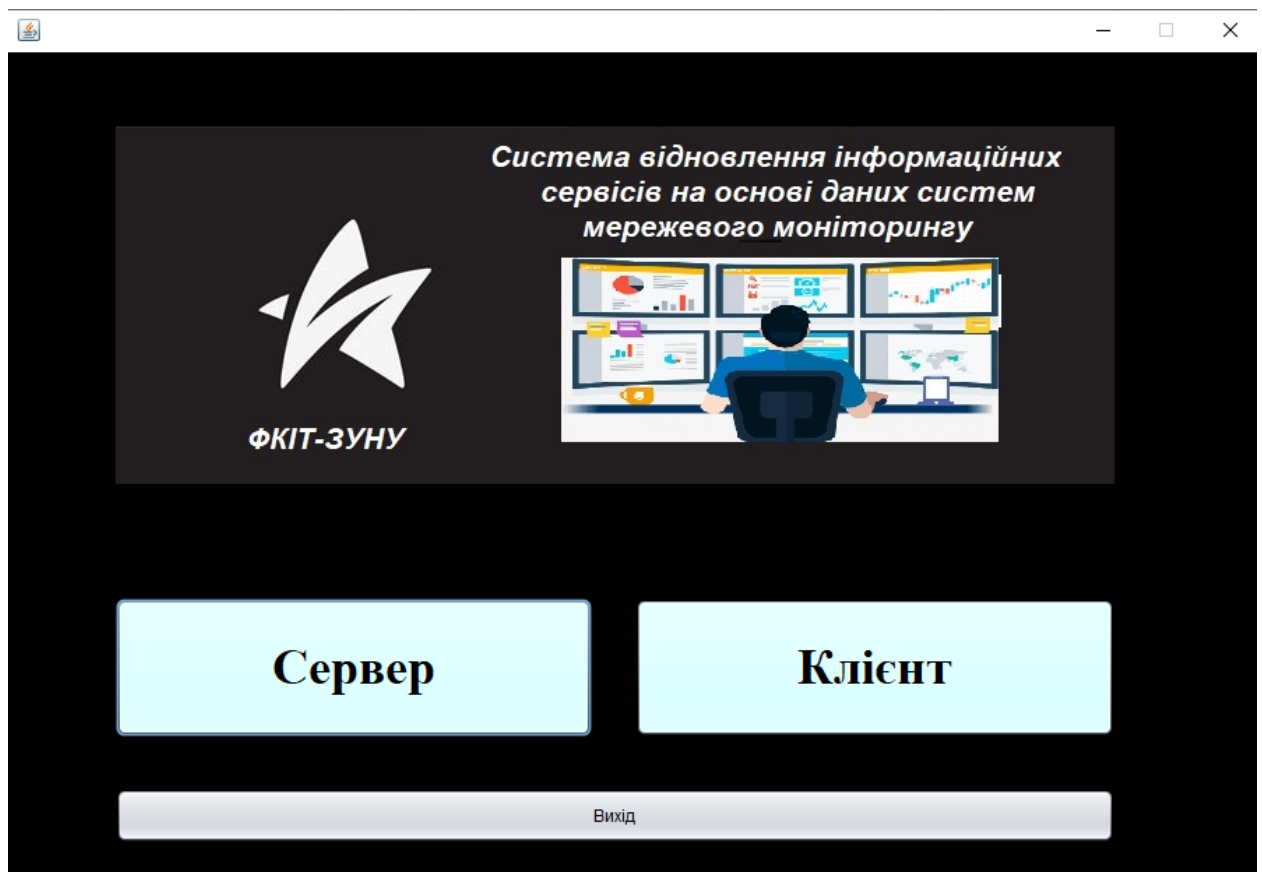 Система відновлення інформаційних
сервісів на основі даних систем
мережевого моніторингу
ФКІТ-ЗУНУ
Сервер
Клієнт
Вихід